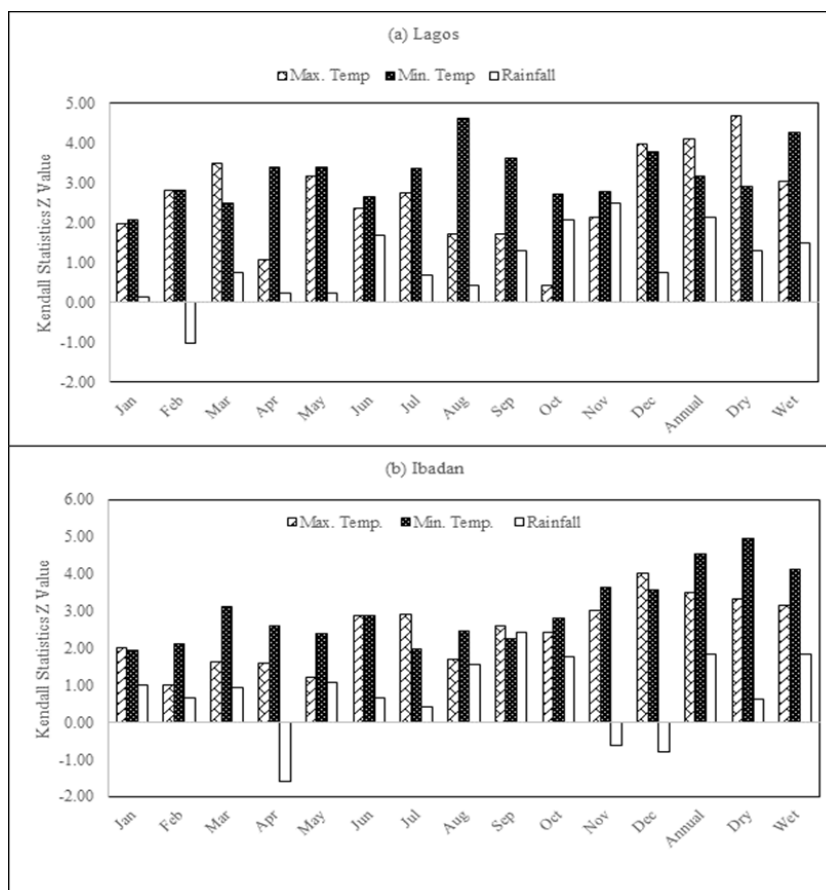 (a) Lagos
Max. Temp Min. Temp Rainfall
5.00
4.00
3.00
2.00
1.00
0.00
-1.00
-2.00
Kendall Statistics Z Value
Jan Feb Mar Apr May Jun Jul Aug Sep Oct Nov Dec Annual Dry Wet
(b) Ibadan
Max. Temp. Min. Temp. Rainfall
6.00
5.00
4.00
3.00
2.00
1.00
0.00
-1.00
-2.00
Kendall Statistics Z Value
Jan Feb Mar Apr May Jun Jul Aug Sep Oct Nov Dec Annual Dry Wet